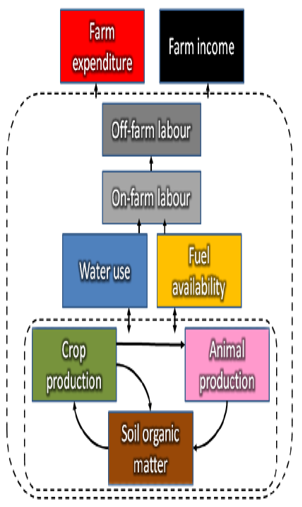 Farm
expenditure
Farm income
Off-farm labour
On-farm labour
Water use
Fuel
availability
Crop
production
Animal
production
Soil organic
matter